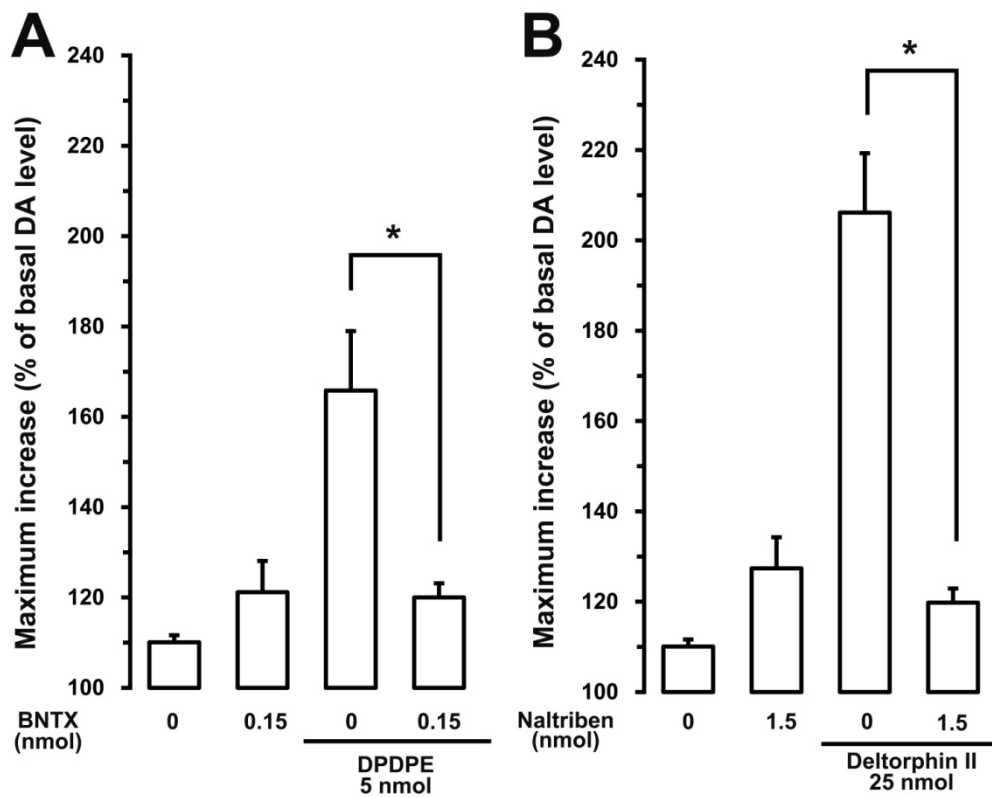 A
Maximum increase (% of basal DA level)
240
220
200
180
160
140
120
100
*
BNTX
(nmol)
0 0.15 0 0.15
DPDPE
5 nmol
B
Maximum increase (% of basal DA level)
240
220
200
180
160
140
120
100
*
Naltriben
(nmol)
0 1.5 0 1.5
Deltorphin II
25 nmol